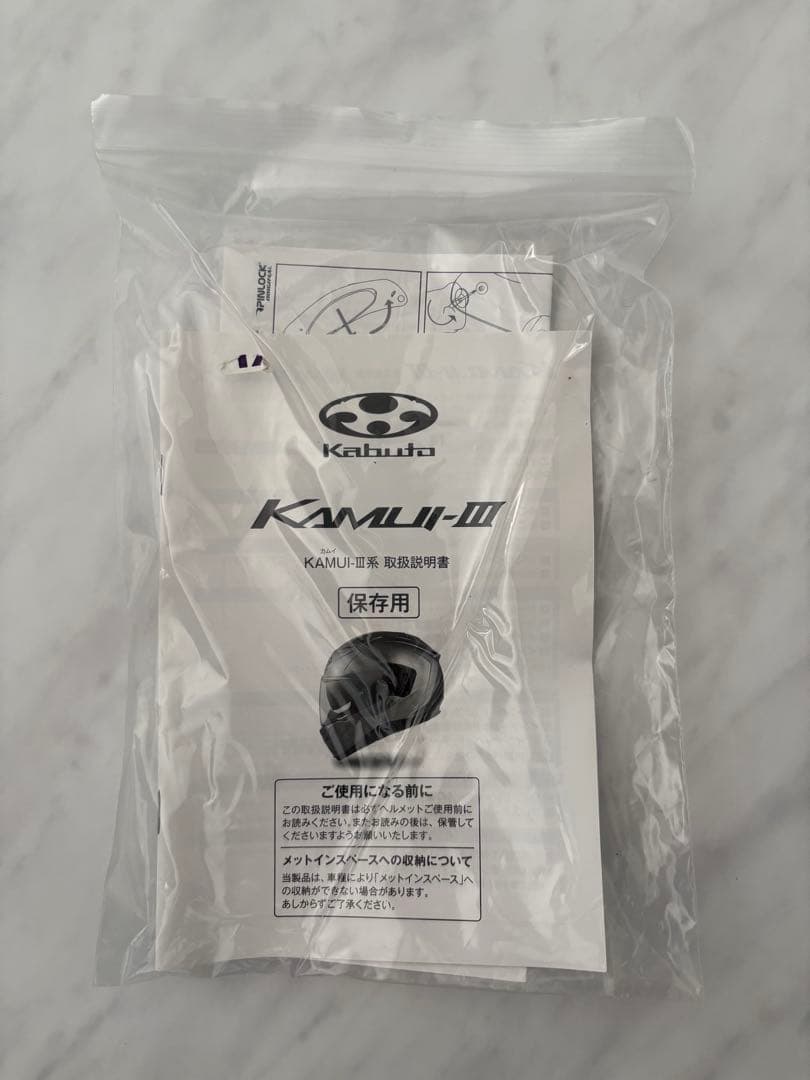 PINLOCK
ORIGINAL
Kabuto
KAMUI-III
カムイ
KAMUI-III系 取扱説明書
保存用
ご使用になる前に
この取扱説明書は必ずヘルメットご使用前に
お読みください。またお読みの後は、保管して
くださいますようお願いいたします。
メットインスペースへの収納について
当製品は、車種により「メットインスペース」へ
の収納ができない場合があります。
あしからずご了承ください。